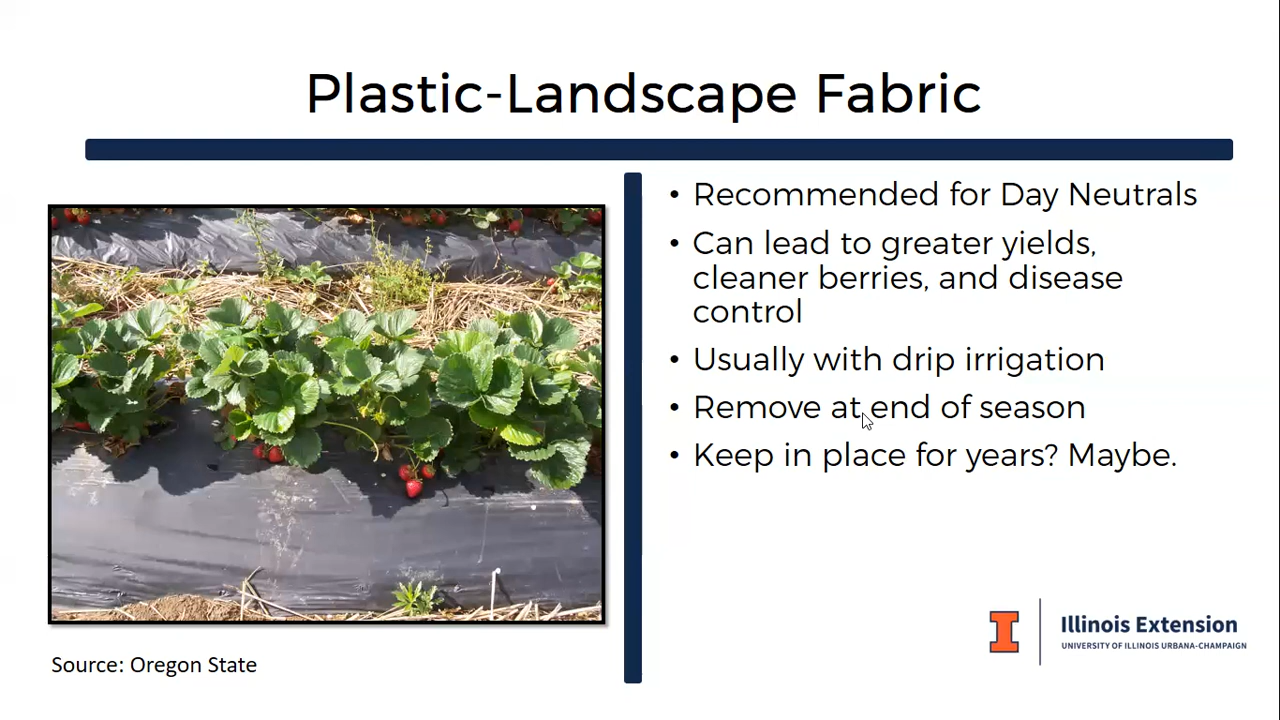 Plastic-Landscape Fabric
• Recommended for Day Neutrals
• Can lead to greater yields,
cleaner berries, and disease
control
• Usually with drip irrigation
• Remove at end of season
• Keep in place for years? Maybe.
Source: Oregon State
I
Illinois Extension
UNIVERSITY OF ILLINOIS URBANA-CHAMPAIGN